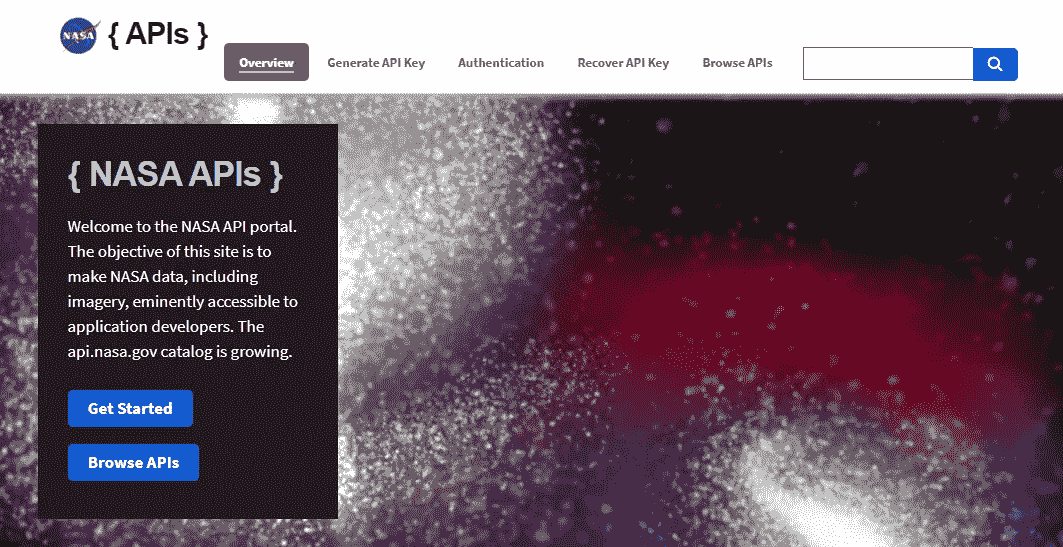 NASA { APIs }
Overview Generate API Key Authentication Recover API Key Browse APIs
{ NASA APIs }
Welcome to the NASA API portal.
The objective of this site is to
make NASA data, including
imagery, eminently accessible to
application developers. The
api.nasa.gov catalog is growing.
Get Started
Browse APIs